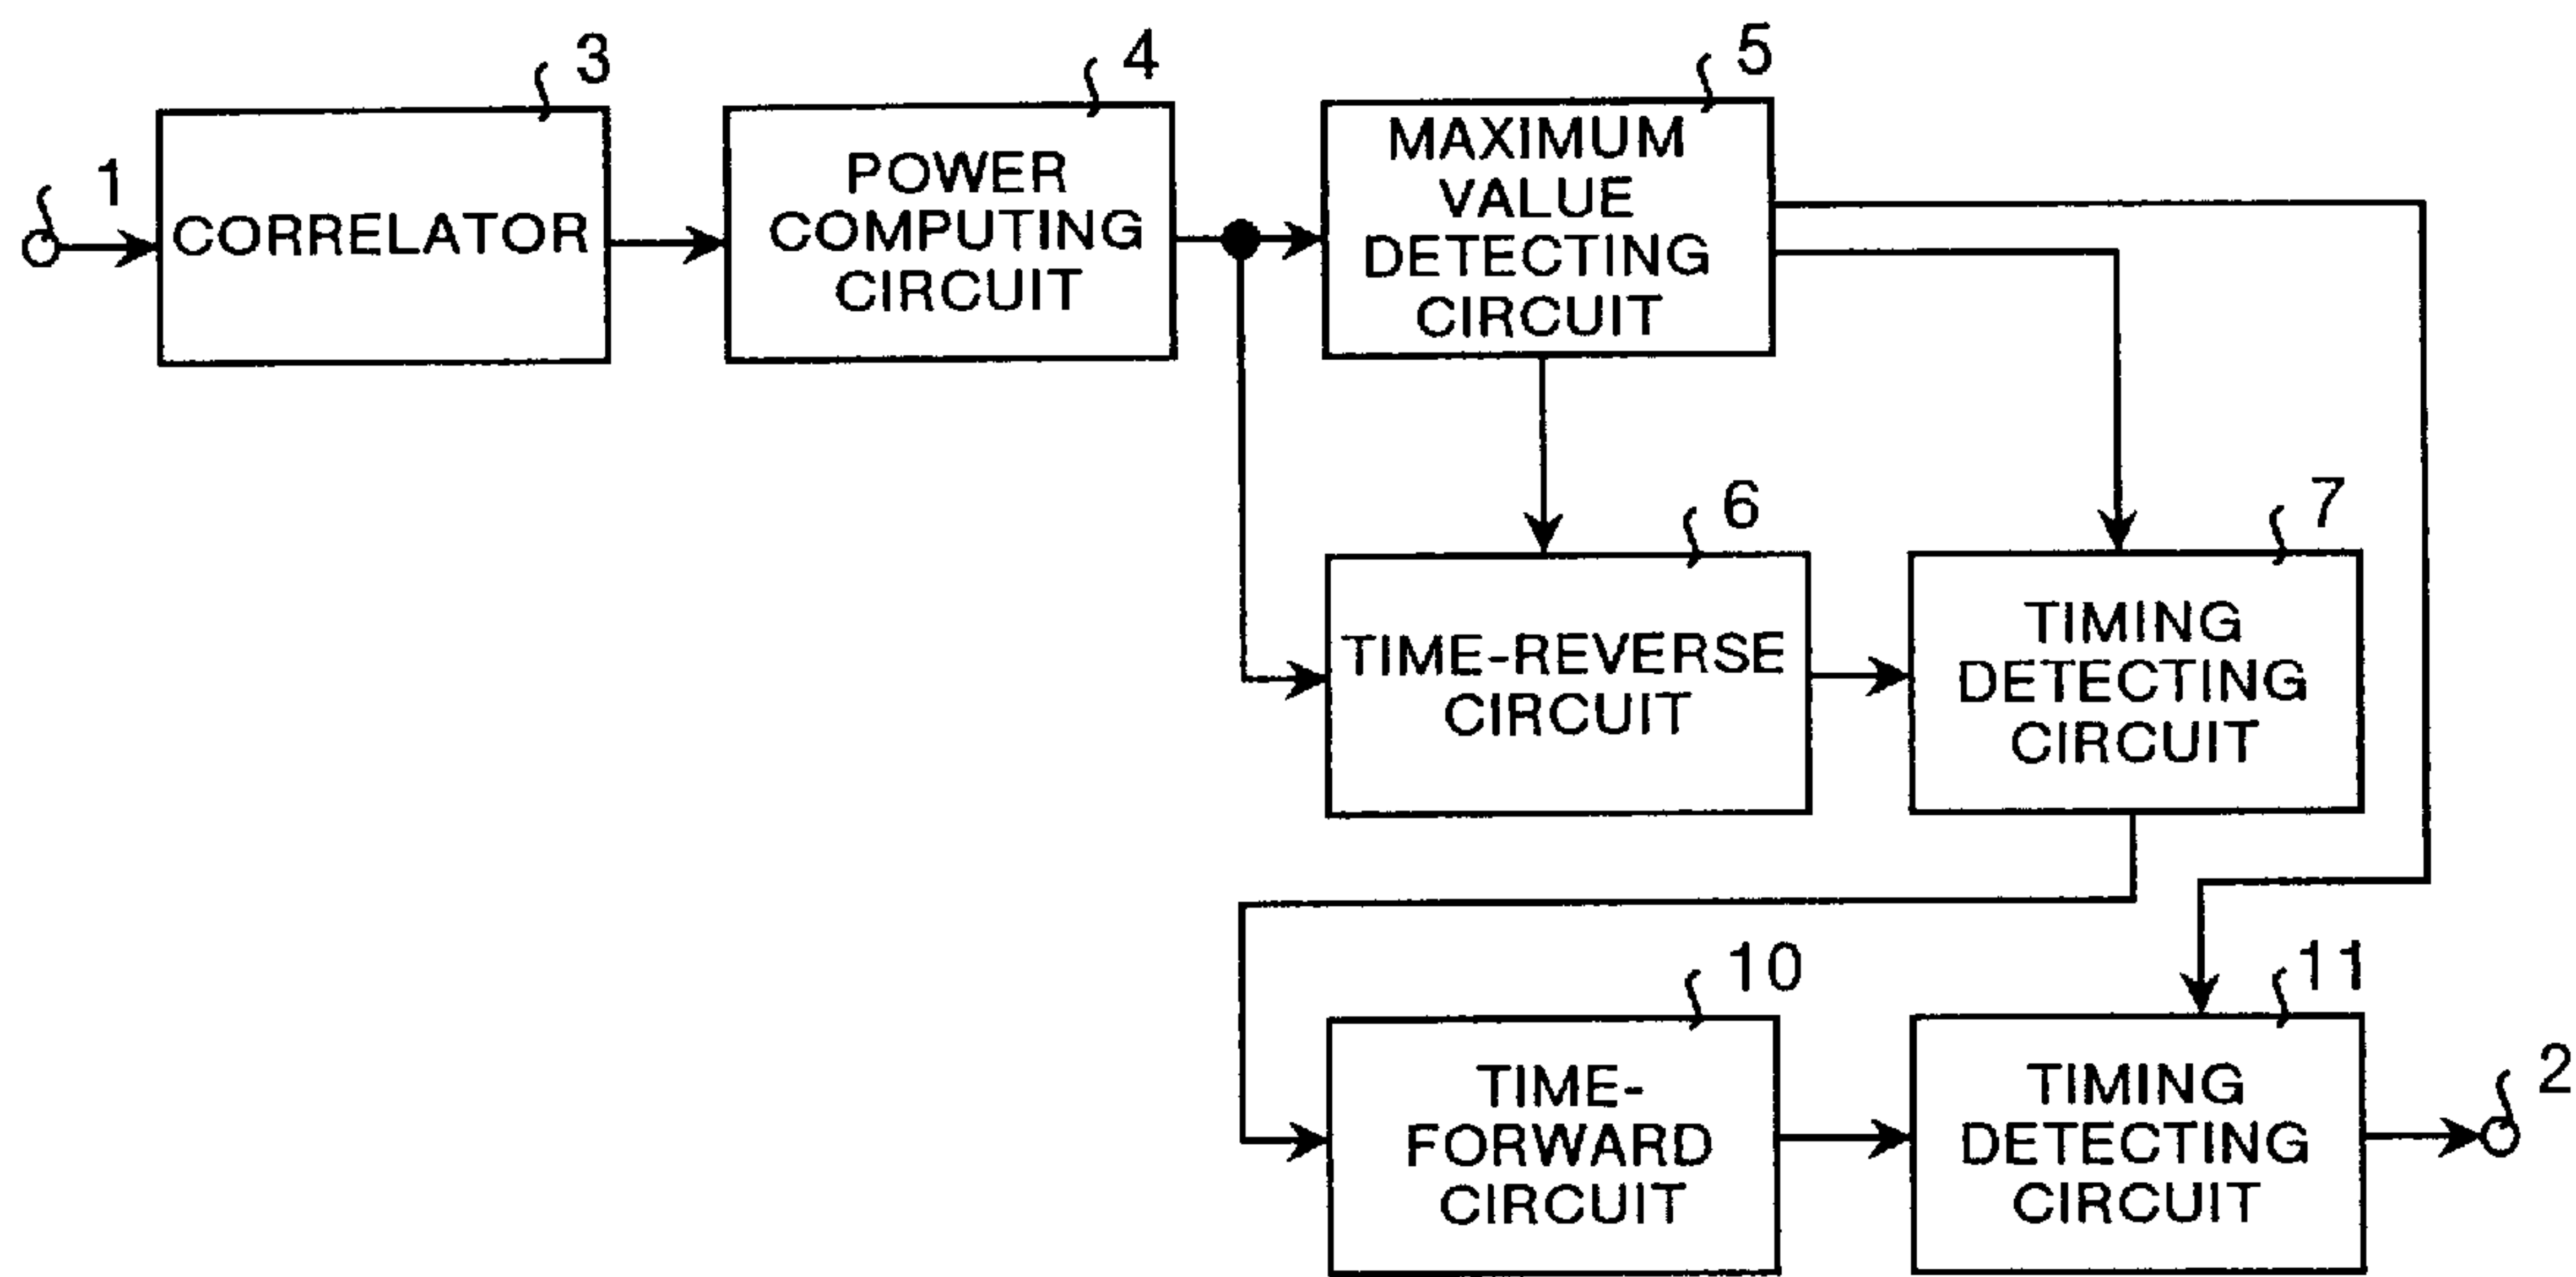 3
4
5
1
CORRELATOR
POWER
COMPUTING
CIRCUIT
MAXIMUM
VALUE
DETECTING
CIRCUIT
6
7
TIME-REVERSE
CIRCUIT
TIMING
DETECTING
CIRCUIT
10
11
TIME-
FORWARD
CIRCUIT
TIMING
DETECTING
CIRCUIT
2